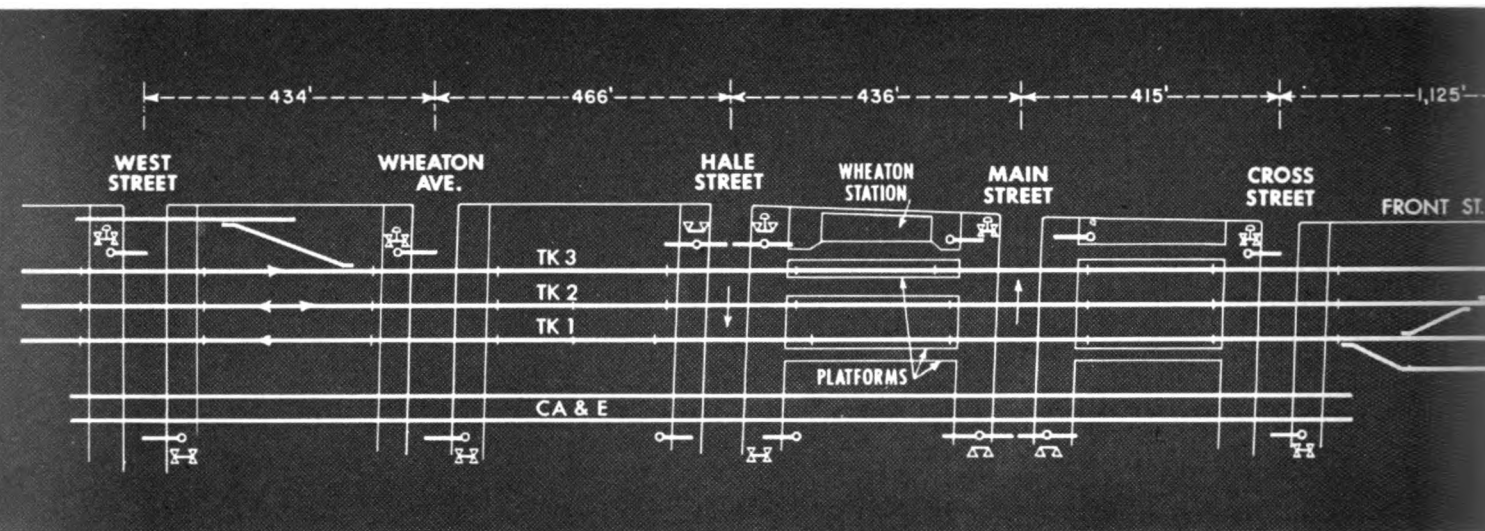 434'
466'
436'
415'
1,125'
WEST
STREET
WHEATON
AVE.
HALE
STREET
WHEATON
STATION
MAIN
STREET
CROSS
STREET
FRONT ST.
TK 3
TK 2
TK 1
PLATFORMS
CA & E